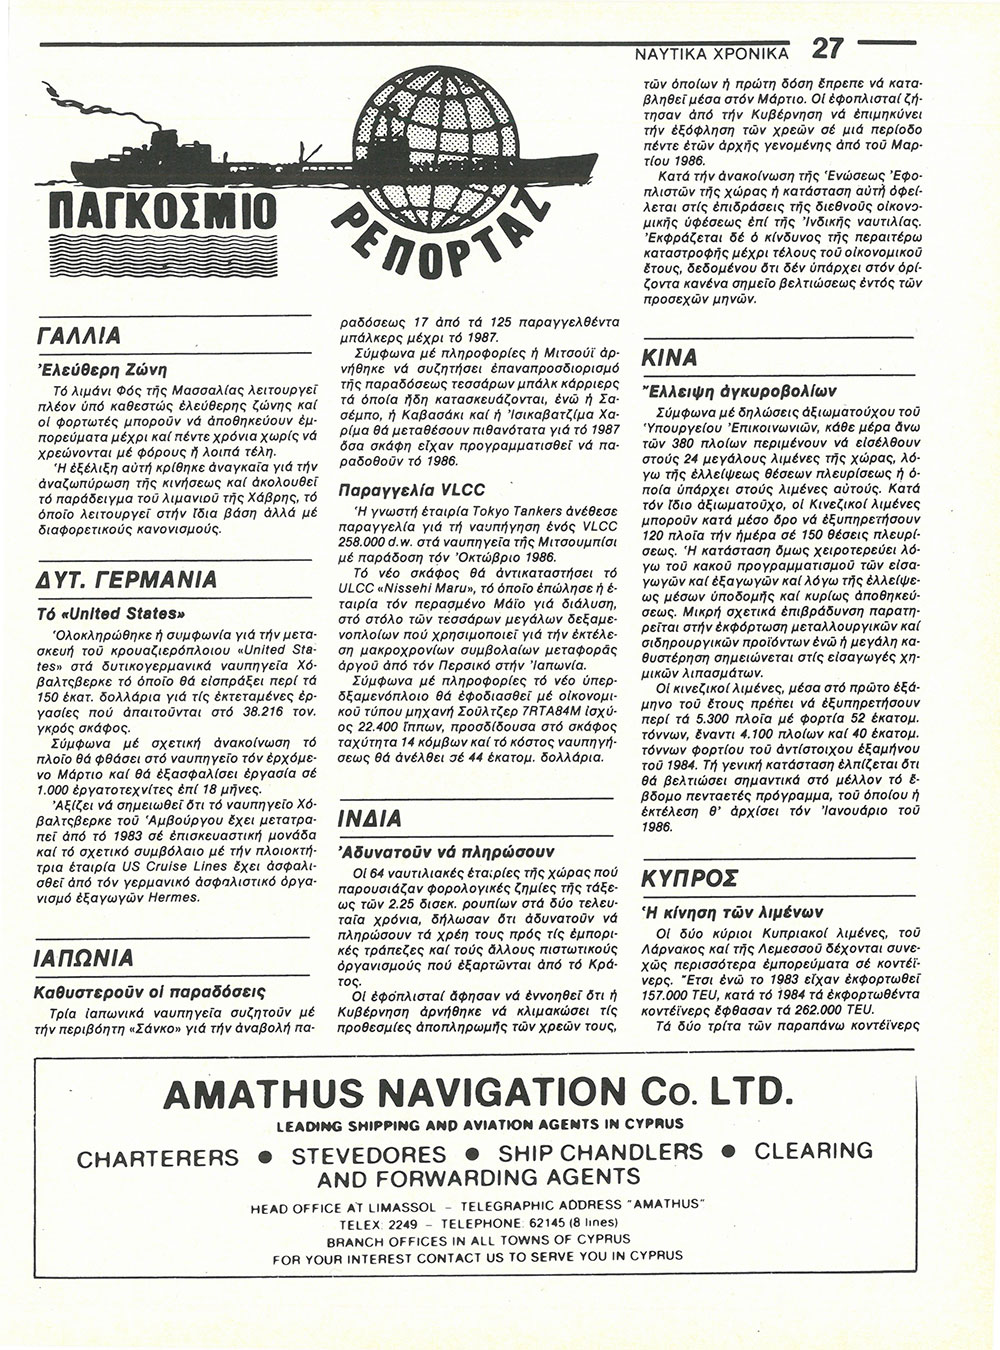 ΝΑΥΤΙΚΑ ΧΡΟΝΙΚΑ 27
ΠΑΓΚΟΣΜΙΟ
ΡΕΠΟΡΤΑΖ
ΓΑΛΛΙΑ
Ἐλεύθερη Ζώνη
Τό λιμάνι Φός τῆς Μασσαλίας λειτουργεῖ
πλέον ὑπό καθεστώς ἐλεύθερης ζώνης καί
οἱ φορτωτές μποροῦν νά ἀποθηκεύουν ἐμ-
πορεύματα μέχρι καί πέντε χρόνια χωρίς νά
χρεώνονται μέ φόρους ἤ λοιπά τέλη.
Ἡ ἐξέλιξη αὐτή κρίθηκε ἀναγκαῖα γιά τήν
ἀναζωπύρωση τῆς κινήσεως καί ἀκολουθεῖ
τό παράδειγμα τοῦ λιμανιοῦ τῆς Χάβρης, τό
ὁποῖο λειτουργεῖ στήν ἴδια βάση ἀλλά μέ
διαφορετικούς κανονισμούς.
ΔΥΤ. ΓΕΡΜΑΝΙΑ
Τό «United States»
Ὁλοκληρώθηκε ἡ συμφωνία γιά τήν μετα-
σκευή τοῦ κρουαζιερόπλοιου «United Sta-
tes» στά δυτικογερμανικά ναυπηγεῖα Χό-
βαλτσβερκε τό ὁποῖο θά εἰσπράξει περί τά
150 ἑκατ. δολλάρια γιά τίς ἐκτεταμένες ἐρ-
γασίες πού ἀπαιτοῦνται στό 38.216 τον.
γκρός σκάφος.
Σύμφωνα μέ σχετική ἀνακοίνωση τό
πλοῖο θά φθάσει στό ναυπηγεῖο τόν ἐρχόμε-
νο Μάρτιο καί θά ἐξασφαλίσει ἐργασία σέ
1.000 ἐργατοτεχνίτες ἐπί 18 μῆνες.
Ἀξίζει νά σημειωθεῖ ὅτι τό ναυπηγεῖο Χό-
βαλτσβερκε τοῦ Ἁμβούργου ἔχει μετατρα-
πεῖ ἀπό τό 1983 σέ ἐπισκευαστική μονάδα
καί τό σχετικό συμβόλαιο μέ τήν πλοιοκτή-
τρια ἑταιρία US Cruise Lines ἔχει ἀσφαλι-
σθεῖ ἀπό τόν γερμανικό ἀσφαλιστικό ὀργα-
νισμό ἐξαγωγῶν Hermes.
ΙΑΠΩΝΙΑ
Καθυστεροῦν οἱ παραδόσεις
Τρία ἰαπωνικά ναυπηγεῖα συζητοῦν μέ
τήν περιβόητη «Σάνκο» γιά τήν ἀναβολή πα-
ραδόσεως 17 ἀπό τά 125 παραγγελθέντα
μπάλκερς μέχρι τό 1987.
Σύμφωνα μέ πληροφορίες ἡ Μιτσούϊ ἀρ-
νήθηκε νά συζητήσει ἐπαναπροσδιορισμό
τῆς παραδόσεως τεσσάρων μπάλκ κάρριερς
τά ὁποῖα ἤδη κατασκευάζονται, ἐνῶ ἡ Σα-
σέμπο, ἡ Καβασάκι καί ἡ Ἰσικαβατζίμα Χα-
ρίμα θά μεταθέσουν πιθανότατα γιά τό 1987
ὅσα σκάφη εἶχαν προγραμματισθεῖ νά πα-
ραδοθοῦν τό 1986.
Παραγγελία VLCC
Ἡ γνωστή ἑταιρία Tokyo Tankers ἀνέθεσε
παραγγελία γιά τή ναυπήγηση ἑνός VLCC
258.000 d.w. στά ναυπηγεῖα τῆς Μιτσουμπίσι
μέ παράδοση τόν Ὀκτώβριο 1986.
Τό νέο σκάφος θά ἀντικαταστήσει τό
ULCC «Nissehi Maru», τό ὁποῖο ἐπώλησε ἡ ἑ-
ταιρία τόν περασμένο Μάϊο γιά διάλυση,
στό στόλο τῶν τεσσάρων μεγάλων δεξαμε-
νοπλοίων πού χρησιμοποιεῖ γιά τήν ἐκτέλε-
ση μακροχρονίων συμβολαίων μεταφορᾶς
ἀργοῦ ἀπό τόν Περσικό στήν Ἰαπωνία.
Σύμφωνα μέ πληροφορίες τό νέο ὑπερ-
δξαμενόπλοιο θά ἐφοδιασθεῖ μέ οἰκονομι-
κοῦ τύπου μηχανή Σοῦλτζερ 7RTA84M ἰσχύ-
ος 22.400 ἵππων, προσδίδουσα στό σκάφος
ταχύτητα 14 κόμβων καί τό κόστος ναυπηγή-
σεως θά ἀνέλθει σέ 44 ἑκατομ. δολλάρια.
ΙΝΔΙΑ
Ἀδυνατοῦν νά πληρώσουν
Οἱ 64 ναυτιλιακές ἑταιρίες τῆς χώρας πού
παρουσιάζαν φορολογικές ζημίες τῆς τάξε-
ως τῶν 2.25 δισεκ. ρουπίων στά δύο τελευ-
ταῖα χρόνια, δήλωσαν ὅτι ἀδυνατοῦν νά
πληρώσουν τά χρέη τους πρός τίς ἐμπορι-
κές τράπεζες καί τούς ἄλλους πιστωτικούς
ὀργανισμούς πού ἐξαρτῶνται ἀπό τό Κρά-
τος.
Οἱ ἐφοπλισταί ἄφησαν νά ἐννοηθεῖ ὅτι ἡ
Κυβέρνηση ἀρνήθηκε νά κλιμακώσει τίς
προθεσμίες ἀποπληρωμῆς τῶν χρεῶν τους,
τῶν ὁποίων ἡ πρώτη δόση ἔπρεπε νά κατα-
βληθεῖ μέσα στόν Μάρτιο. Οἱ ἐφοπλισταί ζή-
τησαν ἀπό τήν Κυβέρνηση νά ἐπιμηκύνει
τήν ἐξόφληση τῶν χρεῶν σέ μιά περίοδο
πέντε ἐτῶν ἀρχῆς γενομένης ἀπό τοῦ Μαρ-
τίου 1986.
Κατά τήν ἀνακοίνωση τῆς Ἑνώσεως Ἐφο-
πλιστῶν τῆς χώρας ἡ κατάσταση αὐτή ὀφεί-
λεται στίς ἐπιδράσεις τῆς διεθνοῦς οἰκονο-
μικῆς ὑφέσεως ἐπί τῆς Ἰνδικῆς ναυτιλίας.
Ἐκφράζεται δέ ὁ κίνδυνος τῆς περαιτέρω
καταστροφῆς μέχρι τέλους τοῦ οἰκονομικοῦ
ἔτους, δεδομένου ὅτι δέν ὑπάρχει στόν ὁρί-
ζοντα κανένα σημεῖο βελτιώσεως ἐντός τῶν
προσεχῶν μηνῶν.
ΚΙΝΑ
Ἔλλειψη ἀγκυροβολίων
Σύμφωνα μέ δηλώσεις ἀξιωματούχου τοῦ
Ὑπουργείου Ἐπικοινωνιῶν, κάθε μέρα ἄνω
τῶν 380 πλοίων περιμένουν νά εἰσέλθουν
στούς 24 μεγάλους λιμένες τῆς χώρας, λό-
γω τῆς ἐλλείψεως θέσεων πλευρίσεως ἡ ὁ-
ποία ὑπάρχει στούς λιμένες αὐτούς. Κατά
τόν ἴδιο ἀξιωματοῦχο, οἱ Κινεζικοί λιμένες
μποροῦν κατά μέσο ὅρο νά ἐξυπηρετήσουν
120 πλοῖα τήν ἡμέρα σέ 150 θέσεις πλευρί-
σεως. Ἡ κατάσταση ὅμως χειροτερεύει λό-
γω τοῦ κακοῦ προγραμματισμοῦ τῶν εἰσα-
γωγῶν καί ἐξαγωγῶν καί λόγω τῆς ἐλλείψε-
ως μέσων ὑποδομῆς καί κυρίως ἀποθηκεύ-
σεως. Μικρή σχετικά ἐπιβράδυνση παρατη-
ρεῖται στήν ἐκφόρτωση μεταλλουργικῶν καί
σιδηρουργικῶν προϊόντων ἐνῶ ἡ μεγάλη κα-
θυστέρηση σημειώνεται στίς εἰσαγωγές χη-
μικῶν λιπασμάτων.
Οἱ κινεζικοί λιμένες, μέσα στό πρῶτο ἑξά-
μηνο τοῦ ἔτους πρέπει νά ἐξυπηρετήσουν
περί τά 5.300 πλοῖα μέ φορτία 52 ἑκατομ.
τόννων, ἔναντι 4.100 πλοίων καί 40 ἑκατομ.
τόννων φορτίου τοῦ ἀντίστοιχου ἑξαμήνου
τοῦ 1984. Τή γενική κατάσταση ἐλπίζεται ὅτι
θά βελτιώσει σημαντικά στό μέλλον τό ἕ-
βδομο πενταετές πρόγραμμα, τοῦ ὁποίου ἡ
ἐκτέλεση θ' ἀρχίσει τόν Ἰανουάριο τοῦ
1986.
ΚΥΠΡΟΣ
Ἡ κίνηση τῶν λιμένων
Οἱ δύο κύριοι Κυπριακοί λιμένες, τοῦ
Λάρνακος καί τῆς Λεμεσσοῦ δέχονται συνε-
χῶς περισσότερα ἐμπορεύματα σέ κοντέϊ-
νερς. Ἔτσι ἐνῶ τό 1983 εἶχαν ἐκφορτωθεῖ
157.000 TEU, κατά τό 1984 τά ἐκφορτωθέντα
κοντέϊνερς ἔφθασαν τά 262.000 TEU.
Τά δύο τρίτα τῶν παραπάνω κοντέϊνερς
AMATHUS NAVIGATION Co. LTD.
LEADING SHIPPING AND AVIATION AGENTS IN CYPRUS
CHARTERERS ● STEVEDORES ● SHIP CHANDLERS ● CLEARING
AND FORWARDING AGENTS
HEAD OFFICE AT LIMASSOL – TELEGRAPHIC ADDRESS "AMATHUS"
TELEX 2249 – TELEPHONE 62145 (8 lines)
BRANCH OFFICES IN ALL TOWNS OF CYPRUS
FOR YOUR INTEREST CONTACT US TO SERVE YOU IN CYPRUS